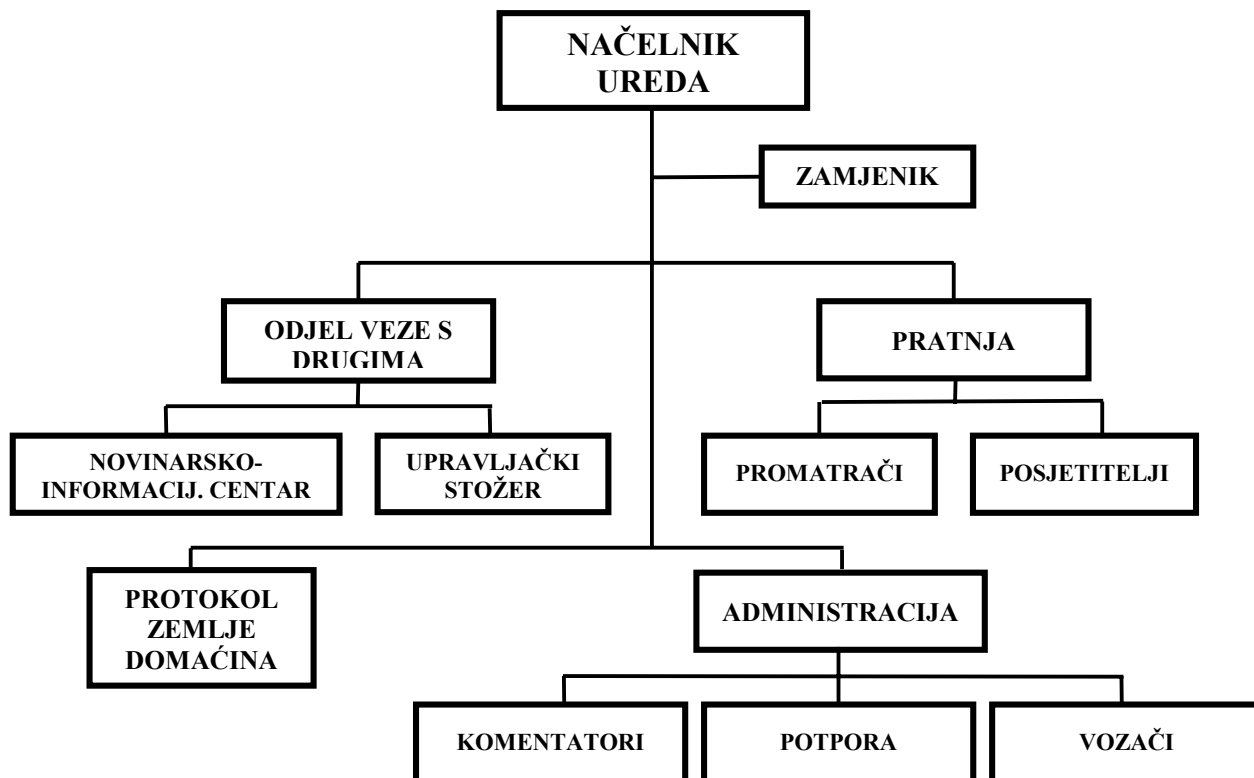 NAČELNIK
UREDA
ZAMJENIK
ODJEL VEZE S
DRUGIMA
PRATNJA
NOVINARSKO-
INFORMACIJ. CENTAR
UPRAVLJAČKI
STOŽER
PROMATRAČI
POSJETITELJI
PROTOKOL
ZEMLJE
DOMAĆINA
ADMINISTRACIJA
KOMENTATORI
POTPORA
VOZAČI